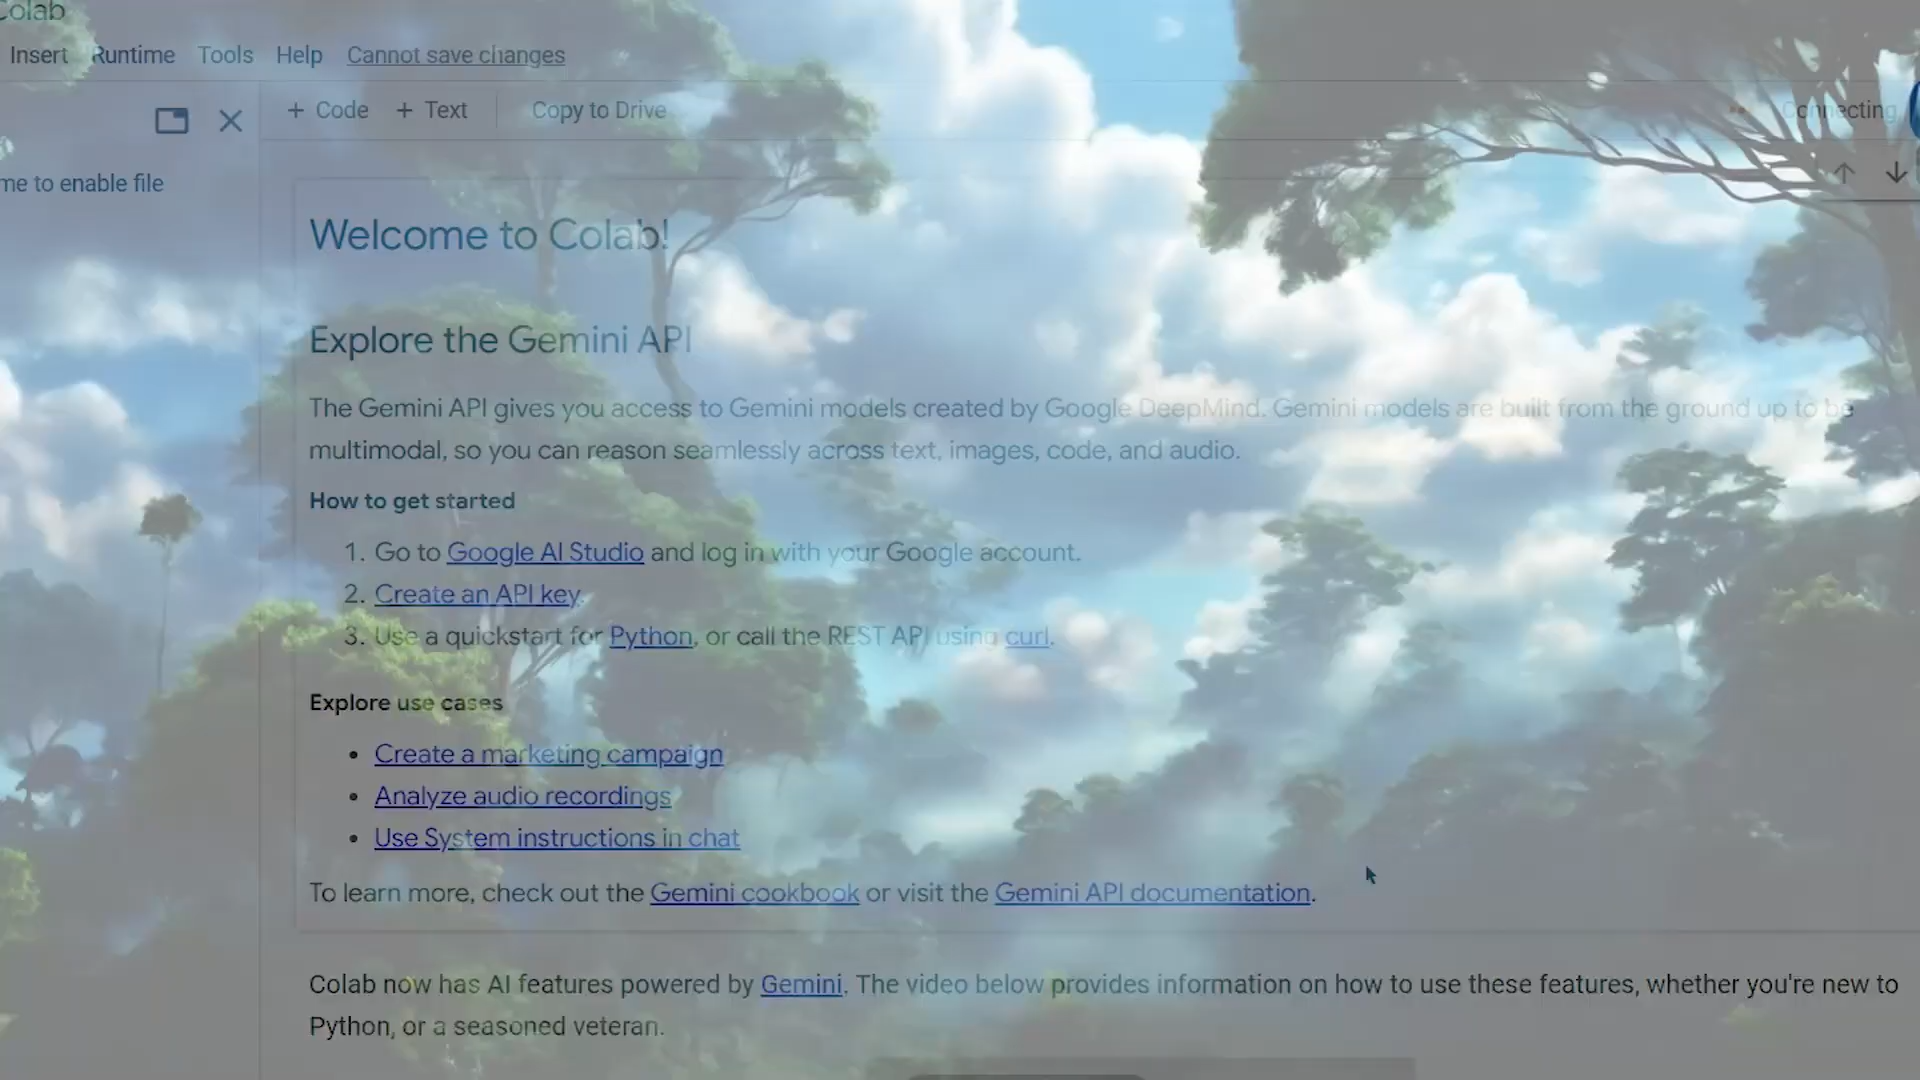 Colab
Insert Runtime Tools Help Cannot save changes
+ Code + Text Copy to Drive Connecting
me to enable file
Welcome to Colab!
Explore the Gemini API
The Gemini API gives you access to Gemini models created by Google DeepMind. Gemini models are built from the ground up to be
multimodal, so you can reason seamlessly across text, images, code, and audio.
How to get started
1. Go to Google AI Studio and log in with your Google account.
2. Create an API key.
3. Use a quickstart for Python, or call the REST API using curl.
Explore use cases
• Create a marketing campaign
• Analyze audio recordings
• Use System instructions in chat
To learn more, check out the Gemini cookbook or visit the Gemini API documentation.
Colab now has AI features powered by Gemini. The video below provides information on how to use these features, whether you're new to
Python, or a seasoned veteran.